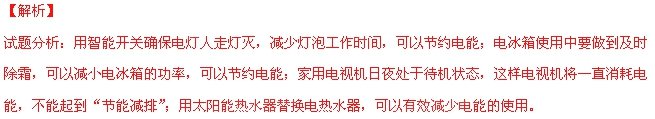 【解析】
试题分析：用智能开关确保电灯人走灯灭，减少灯泡工作时间，可以节约电能；电冰箱使用中要做到及时
除霜，可以减小电冰箱的功率，可以节约电能；家用电视机日夜处于待机状态，这样电视机将一直消耗电
能，不能起到“节能减排”；用太阳能热水器替换电热水器，可以有效减少电能的使用。